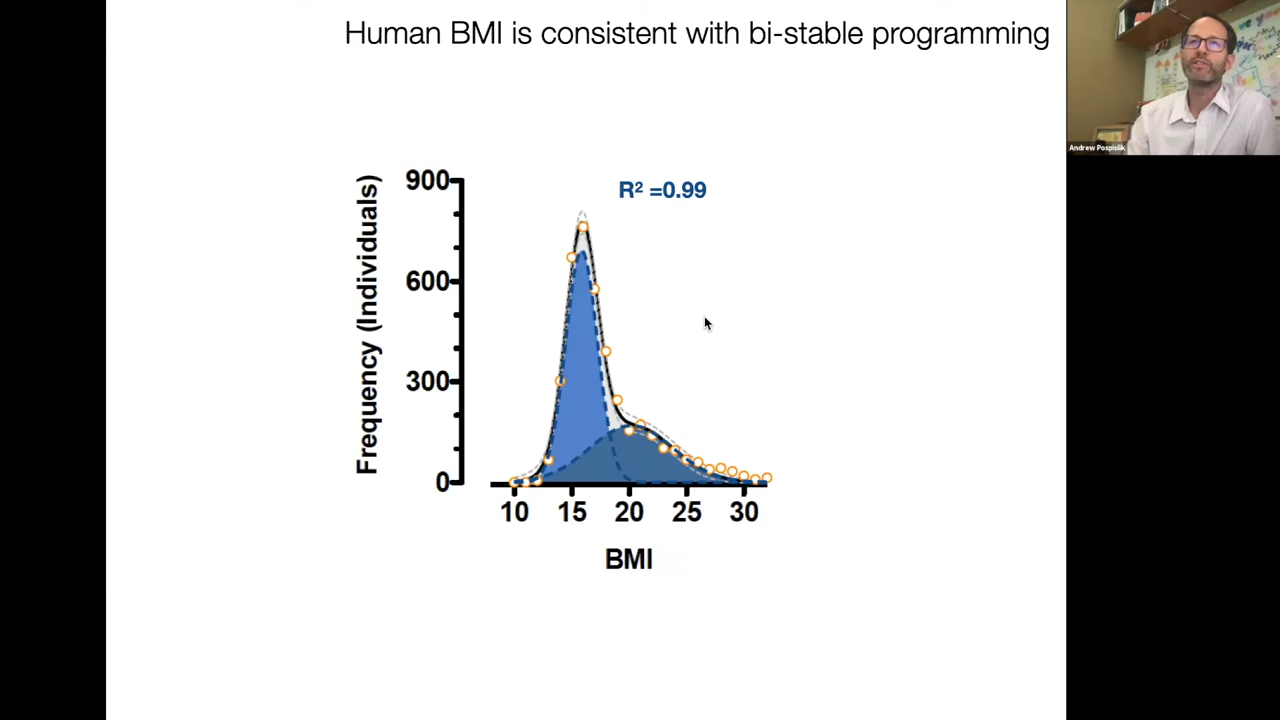 Human BMI is consistent with bi-stable programming
Andrew Pospisilik
R² =0.99
Frequency (Individuals)
900
600
300
0
10 15 20 25 30
BMI